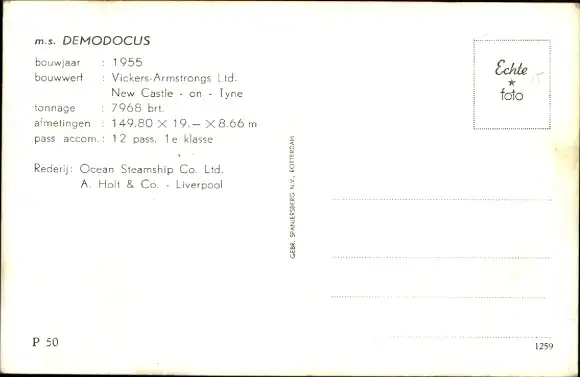 m.s. DEMODOCUS
bouwjaar : 1955
bouwwerf : Vickers-Armstrongs Ltd.
New Castle - on - Tyne
tonnage : 7968 brt.
afmetingen : 149.80 X 19.— X 8.66 m
pass accom. : 12 pass. 1e klasse
Rederij: Ocean Steamship Co. Ltd.
A. Holt & Co. - Liverpool
GEBR. SPANJERSBERG N.V., ROTTERDAM
Echte
foto
15
P 50
1259